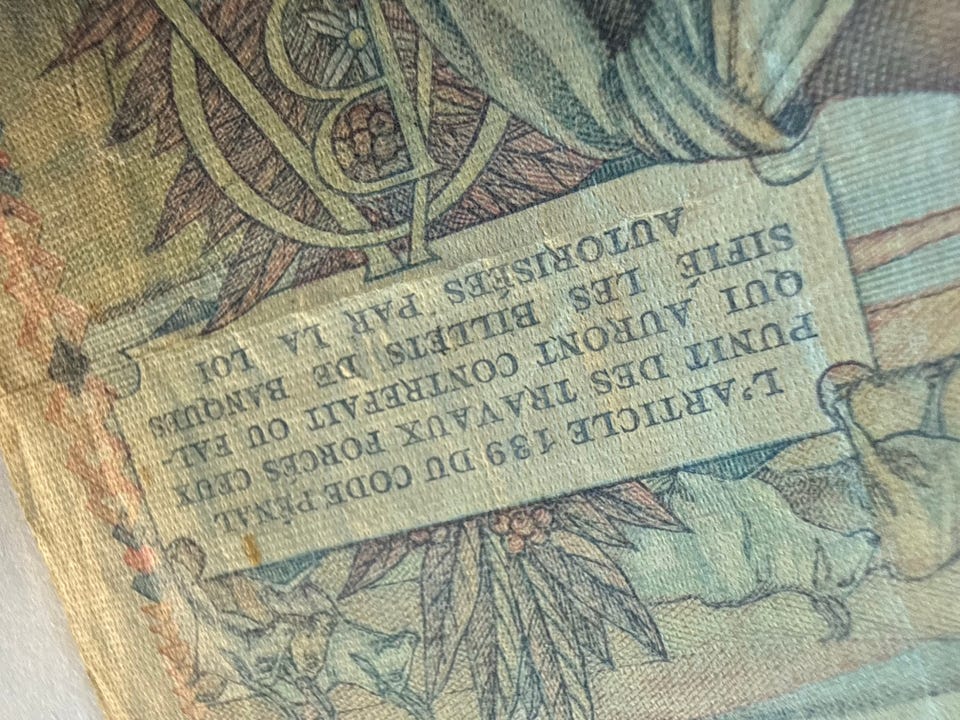 L'ARTICLE 139 DU CODE PÉNAL
PUNIT DES TRAVAUX FORCÉS CEUX
QUI AURONT CONTREFAIT OU FAL-
SIFIÉ LES BILLETS DE BANQUES
AUTORISÉES PAR LA LOI